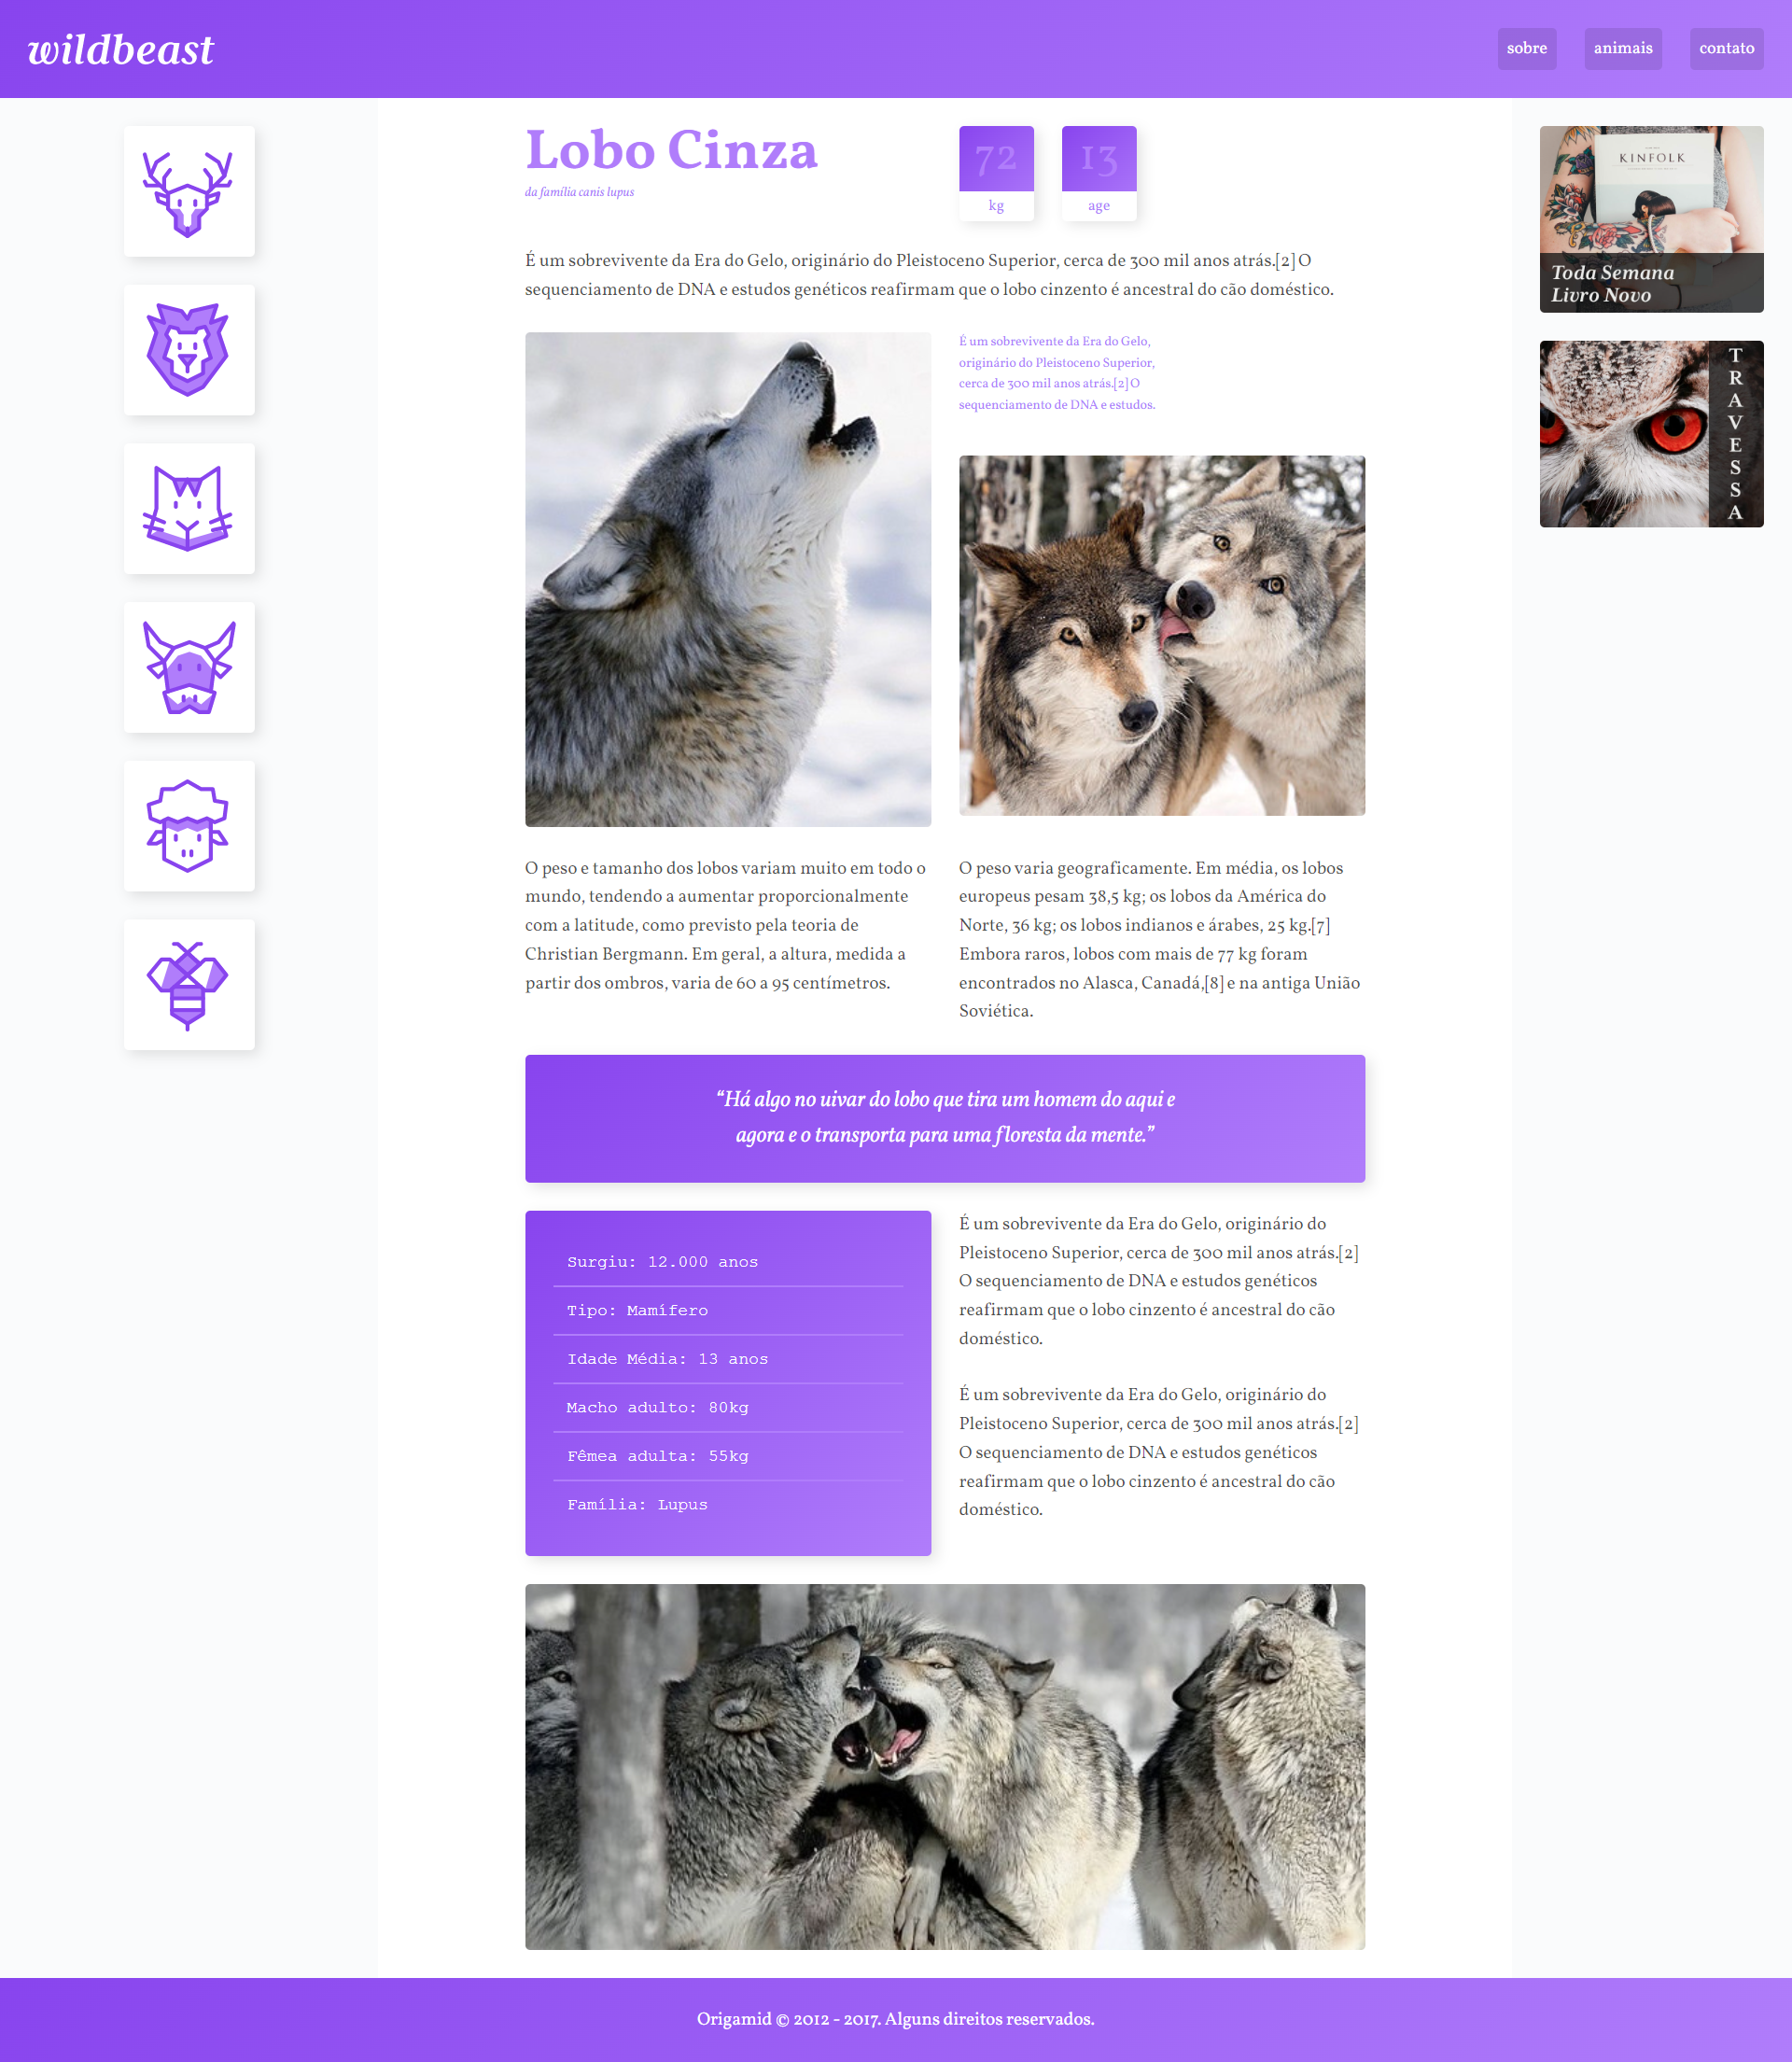 wildbeast
sobre
animais
contato
Lobo Cinza
da família canis lupus
72
kg
13
age
É um sobrevivente da Era do Gelo, originário do Pleistoceno Superior, cerca de 300 mil anos atrás.[2] O
sequenciamento de DNA e estudos genéticos reafirmam que o lobo cinzento é ancestral do cão doméstico.
É um sobrevivente da Era do Gelo,
originário do Pleistoceno Superior,
cerca de 300 mil anos atrás.[2] O
sequenciamento de DNA e estudos.
O peso e tamanho dos lobos variam muito em todo o
mundo, tendendo a aumentar proporcionalmente
com a latitude, como previsto pela teoria de
Christian Bergmann. Em geral, a altura, medida a
partir dos ombros, varia de 60 a 95 centímetros.
O peso varia geograficamente. Em média, os lobos
europeus pesam 38,5 kg; os lobos da América do
Norte, 36 kg; os lobos indianos e árabes, 25 kg.[7]
Embora raros, lobos com mais de 77 kg foram
encontrados no Alasca, Canadá,[8] e na antiga União
Soviética.
“Há algo no uivar do lobo que tira um homem do aqui e
agora e o transporta para uma floresta da mente.”
Surgiu: 12.000 anos
Tipo: Mamífero
Idade Média: 13 anos
Macho adulto: 80kg
Fêmea adulta: 55kg
Família: Lupus
É um sobrevivente da Era do Gelo, originário do
Pleistoceno Superior, cerca de 300 mil anos atrás.[2]
O sequenciamento de DNA e estudos genéticos
reafirmam que o lobo cinzento é ancestral do cão
doméstico.
É um sobrevivente da Era do Gelo, originário do
Pleistoceno Superior, cerca de 300 mil anos atrás.[2]
O sequenciamento de DNA e estudos genéticos
reafirmam que o lobo cinzento é ancestral do cão
doméstico.
KINFOLK
Toda Semana
Livro Novo
TRAVESSA
Origamid © 2012 - 2017. Alguns direitos reservados.